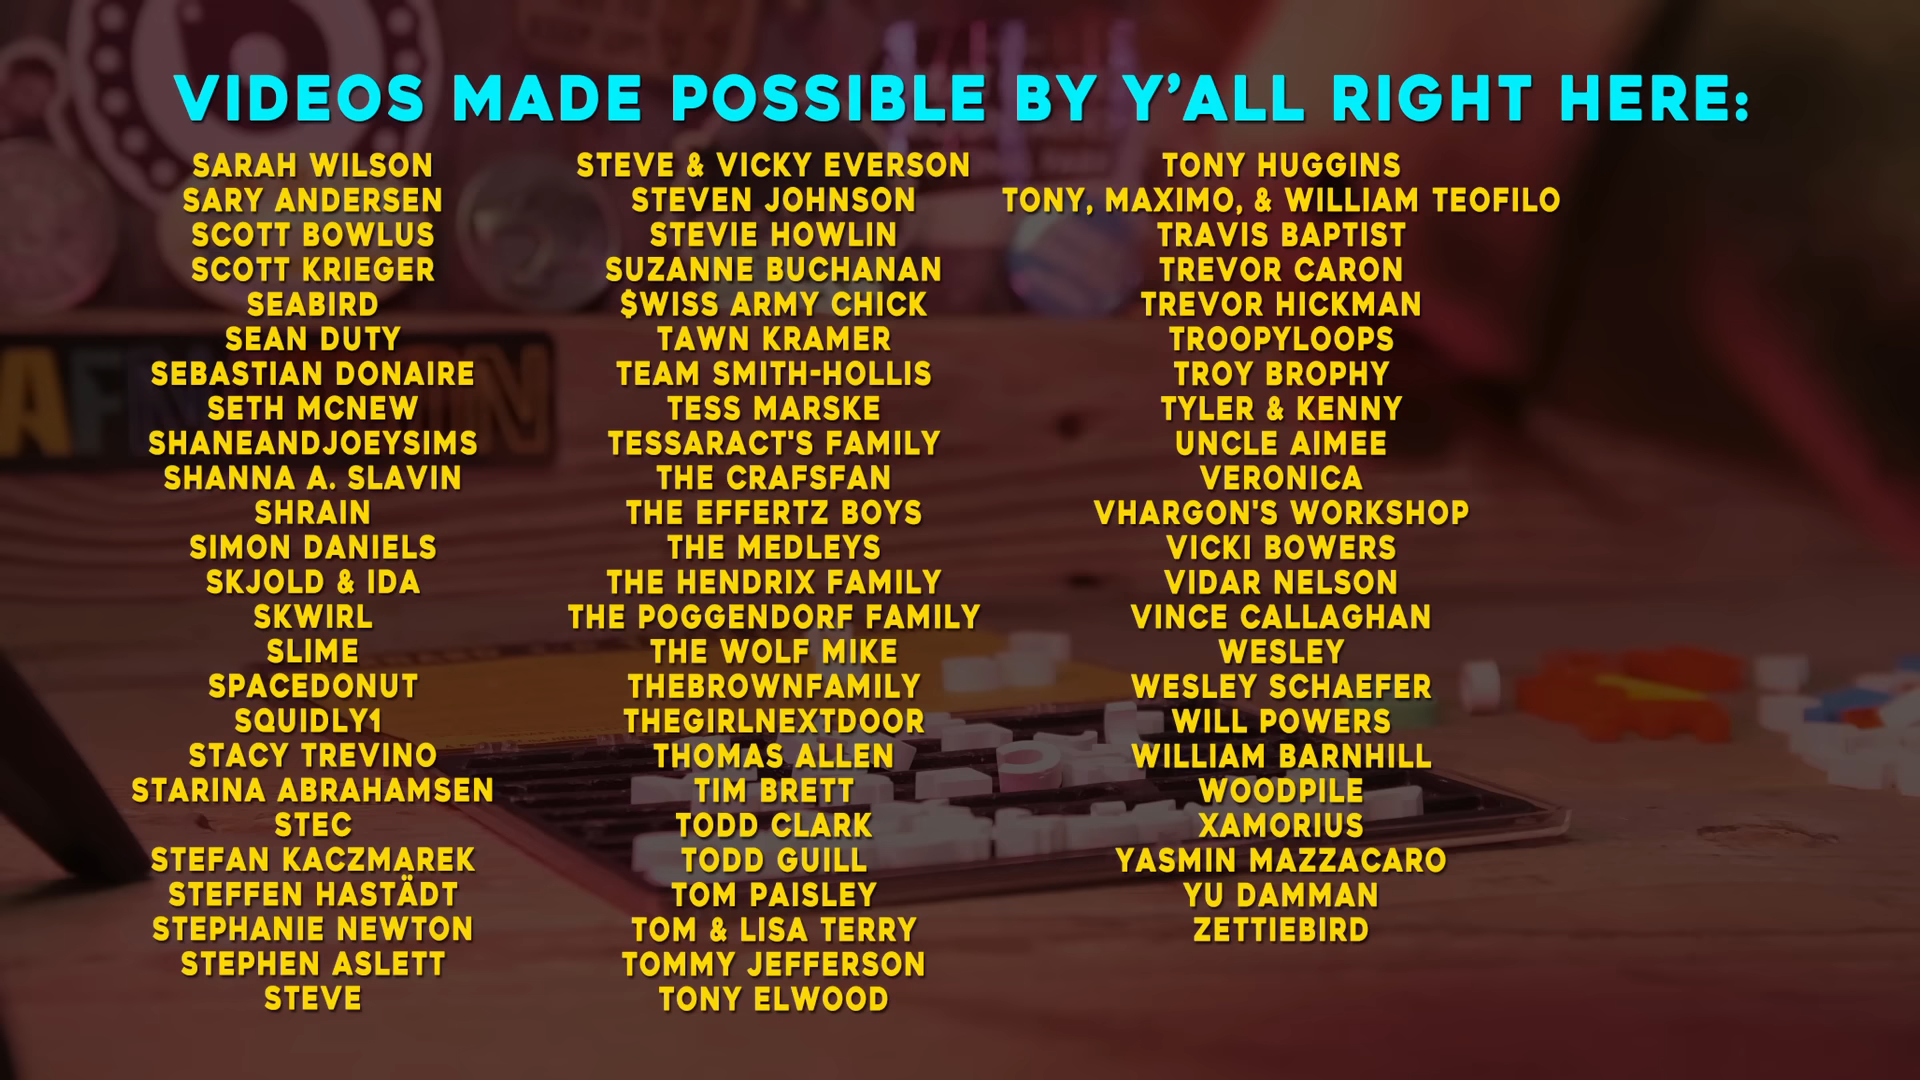 VIDEOS MADE POSSIBLE BY Y'ALL RIGHT HERE:
SARAH WILSON
SARY ANDERSEN
SCOTT BOWLUS
SCOTT KRIEGER
SEABIRD
SEAN DUTY
SEBASTIAN DONAIRE
SETH MCNEW
SHANEANDJOEYSIMS
SHANNA A. SLAVIN
SHRAIN
SIMON DANIELS
SKJOLD & IDA
SKWIRL
SLIME
SPACEDONUT
SQUIDLY1
STACY TREVINO
STARINA ABRAHAMSEN
STEC
STEFAN KACZMAREK
STEFFEN HASTÄDT
STEPHANIE NEWTON
STEPHEN ASLETT
STEVE
STEVE & VICKY EVERSON
STEVEN JOHNSON
STEVIE HOWLIN
SUZANNE BUCHANAN
$WISS ARMY CHICK
TAWN KRAMER
TEAM SMITH-HOLLIS
TESS MARSKE
TESSARACT'S FAMILY
THE CRAFSFAN
THE EFFERTZ BOYS
THE MEDLEYS
THE HENDRIX FAMILY
THE POGGENDORF FAMILY
THE WOLF MIKE
THEBROWNFAMILY
THEGIRLNEXTDOOR
THOMAS ALLEN
TIM BRETT
TODD CLARK
TODD GUILL
TOM PAISLEY
TOM & LISA TERRY
TOMMY JEFFERSON
TONY ELWOOD
TONY HUGGINS
TONY, MAXIMO, & WILLIAM TEOFILO
TRAVIS BAPTIST
TREVOR CARON
TREVOR HICKMAN
TROOPYLOOPS
TROY BROPHY
TYLER & KENNY
UNCLE AIMEE
VERONICA
VHARGON'S WORKSHOP
VICKI BOWERS
VIDAR NELSON
VINCE CALLAGHAN
WESLEY
WESLEY SCHAEFER
WILL POWERS
WILLIAM BARNHILL
WOODPILE
XAMORIUS
YASMIN MAZZACARO
YU DAMMAN
ZETTIEBIRD